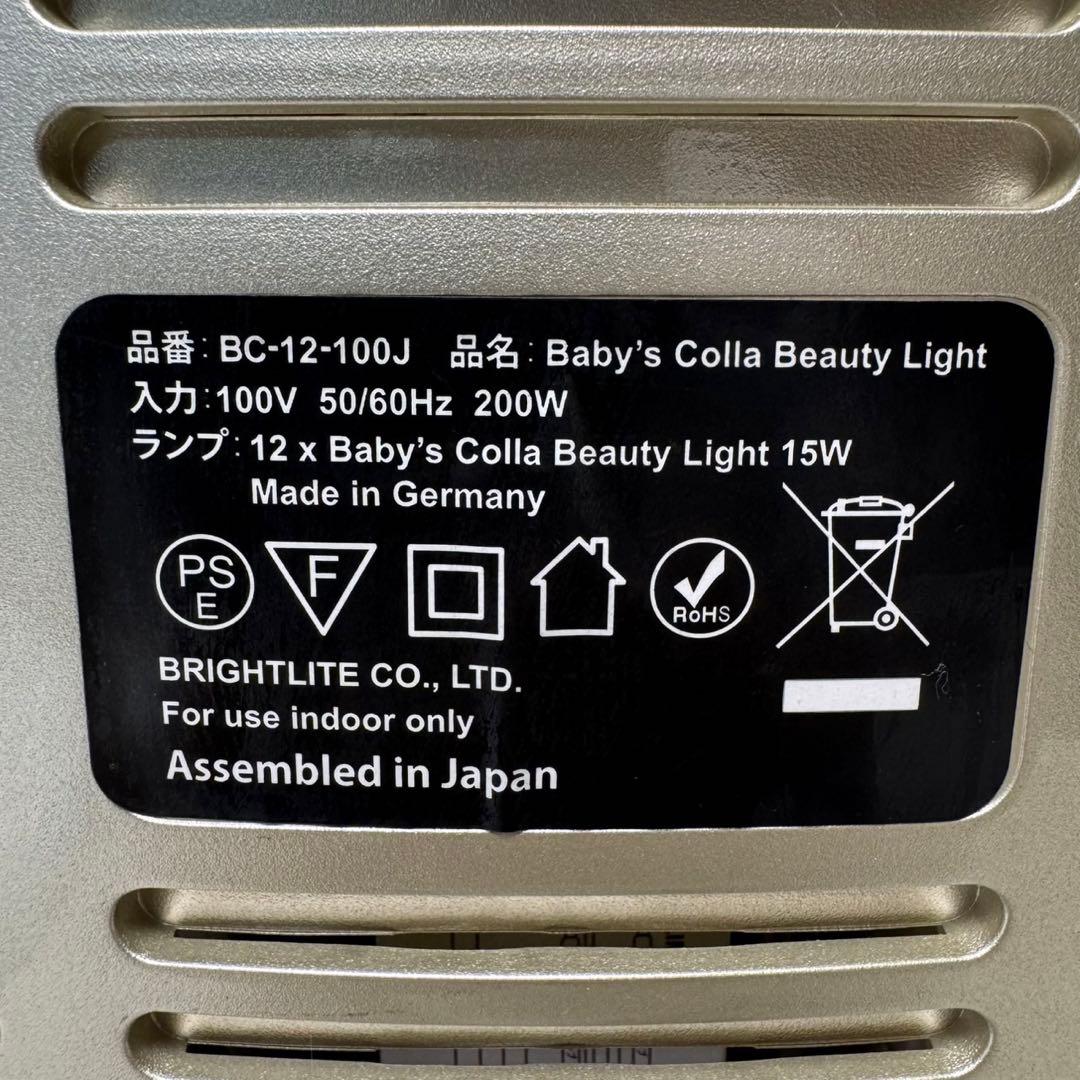 品番: BC-12-100J 品名: Baby's Colla Beauty Light
入力:100V 50/60Hz 200W
ランプ: 12 x Baby's Colla Beauty Light 15W
Made in Germany
PS
E
F
RoHS
BRIGHTLITE CO., LTD.
For use indoor only
Assembled in Japan